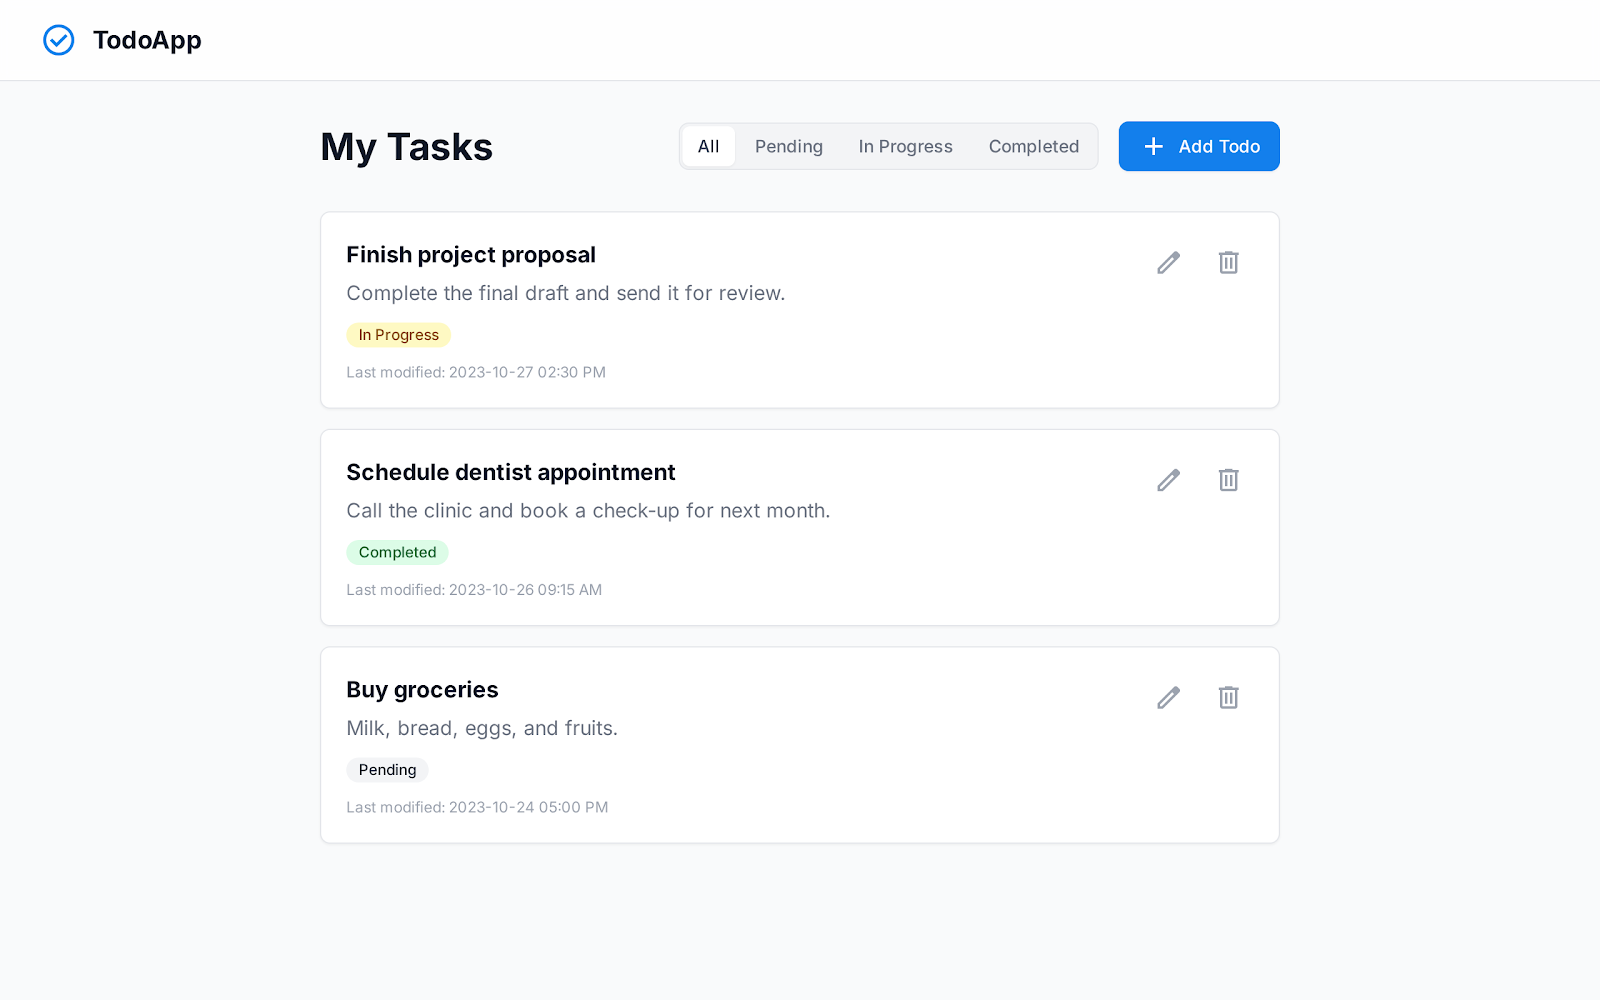 TodoApp
My Tasks
All Pending In Progress Completed
Add Todo
Finish project proposal
Complete the final draft and send it for review.
In Progress
Last modified: 2023-10-27 02:30 PM
Schedule dentist appointment
Call the clinic and book a check-up for next month.
Completed
Last modified: 2023-10-26 09:15 AM
Buy groceries
Milk, bread, eggs, and fruits.
Pending
Last modified: 2023-10-24 05:00 PM